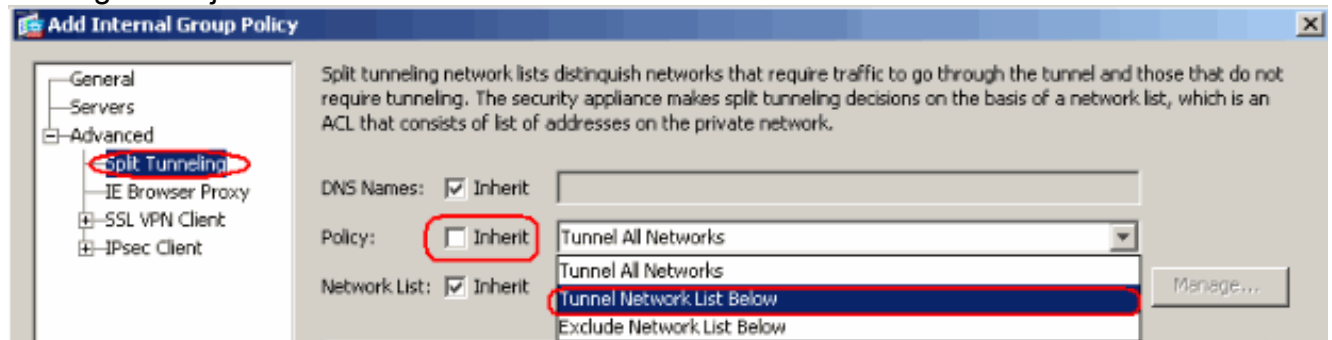 Add Internal Group Policy
General
Servers
Advanced
Split Tunneling
IE Browser Proxy
SSL VPN Client
IPsec Client
Split tunneling network lists distinguish networks that require traffic to go through the tunnel and those that do not
require tunneling. The security appliance makes split tunneling decisions on the basis of a network list, which is an
ACL that consists of list of addresses on the private network.
DNS Names: Inherit
Policy: Inherit Tunnel All Networks
Tunnel All Networks
Network List: Inherit Tunnel Network List Below Manage...
Exclude Network List Below